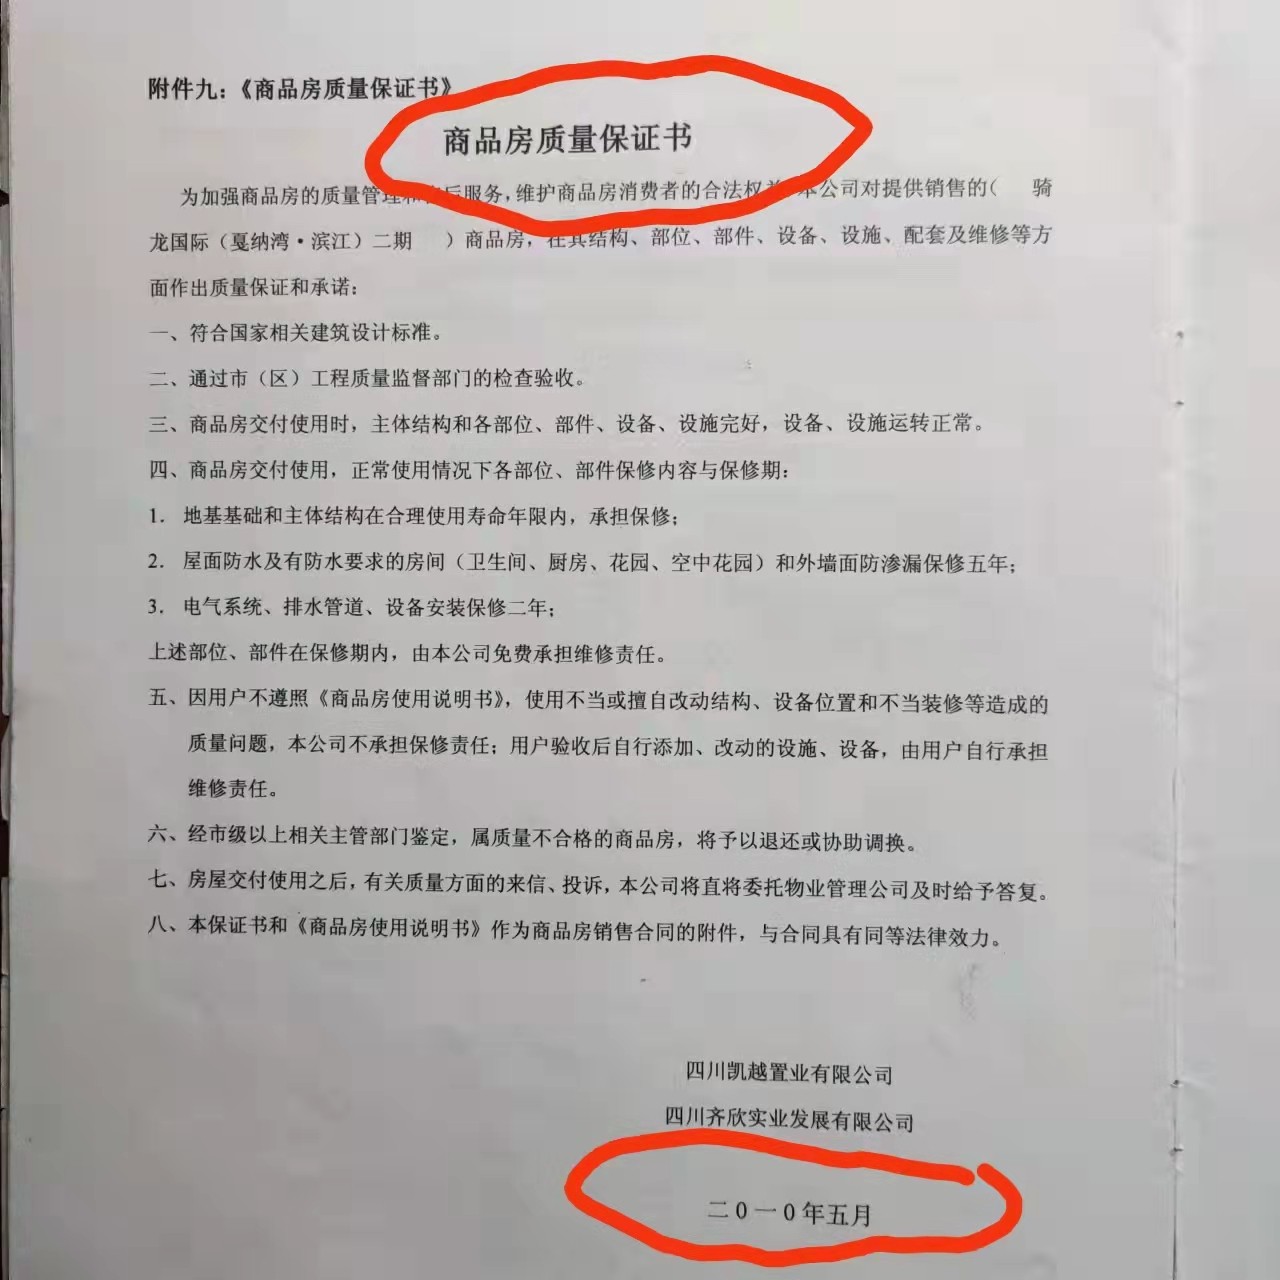 附件九：《商品房质量保证书》
商品房质量保证书
为加强商品房的质量管理和售后服务，维护商品房消费者的合法权益，本公司对提供销售的（ 骑
龙国际（戛纳湾·滨江）二期 ）商品房，在其结构、部位、部件、设备、设施、配套及维修等方
面作出质量保证和承诺：
一、符合国家相关建筑设计标准。
二、通过市（区）工程质量监督部门的检查验收。
三、商品房交付使用时，主体结构和各部位、部件、设备、设施完好，设备、设施运转正常。
四、商品房交付使用，正常使用情况下各部位、部件保修内容与保修期：
1. 地基基础和主体结构在合理使用寿命年限内，承担保修；
2. 屋面防水及有防水要求的房间（卫生间、厨房、花园、空中花园）和外墙面防渗漏保修五年；
3. 电气系统、排水管道、设备安装保修二年；
上述部位、部件在保修期内，由本公司免费承担维修责任。
五、因用户不遵照《商品房使用说明书》，使用不当或擅自改动结构、设备位置和不当装修等造成的
质量问题，本公司不承担保修责任；用户验收后自行添加、改动的设施、设备，由用户自行承担
维修责任。
六、经市级以上相关主管部门鉴定，属质量不合格的商品房，将予以退还或协助调换。
七、房屋交付使用之后，有关质量方面的来信、投诉，本公司将直将委托物业管理公司及时给予答复。
八、本保证书和《商品房使用说明书》作为商品房销售合同的附件，与合同具有同等法律效力。
四川凯越置业有限公司
四川齐欣实业发展有限公司
二0一0年五月